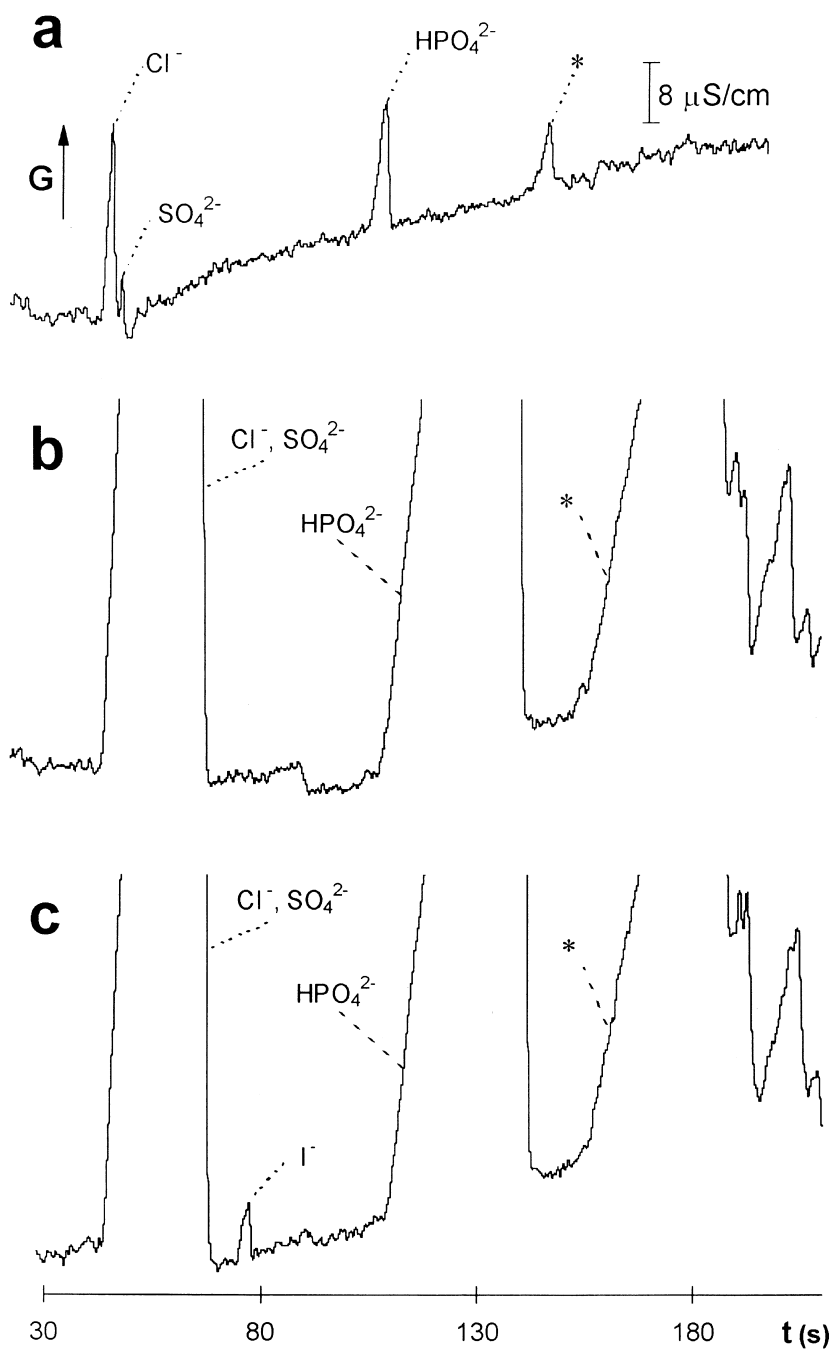 a
Cl⁻
HPO₄²⁻
*
8 μS/cm
G
SO₄²⁻
b
Cl⁻, SO₄²⁻
HPO₄²⁻
*
c
Cl⁻, SO₄²⁻
*
HPO₄²⁻
I⁻
30 80 130 180 t (s)